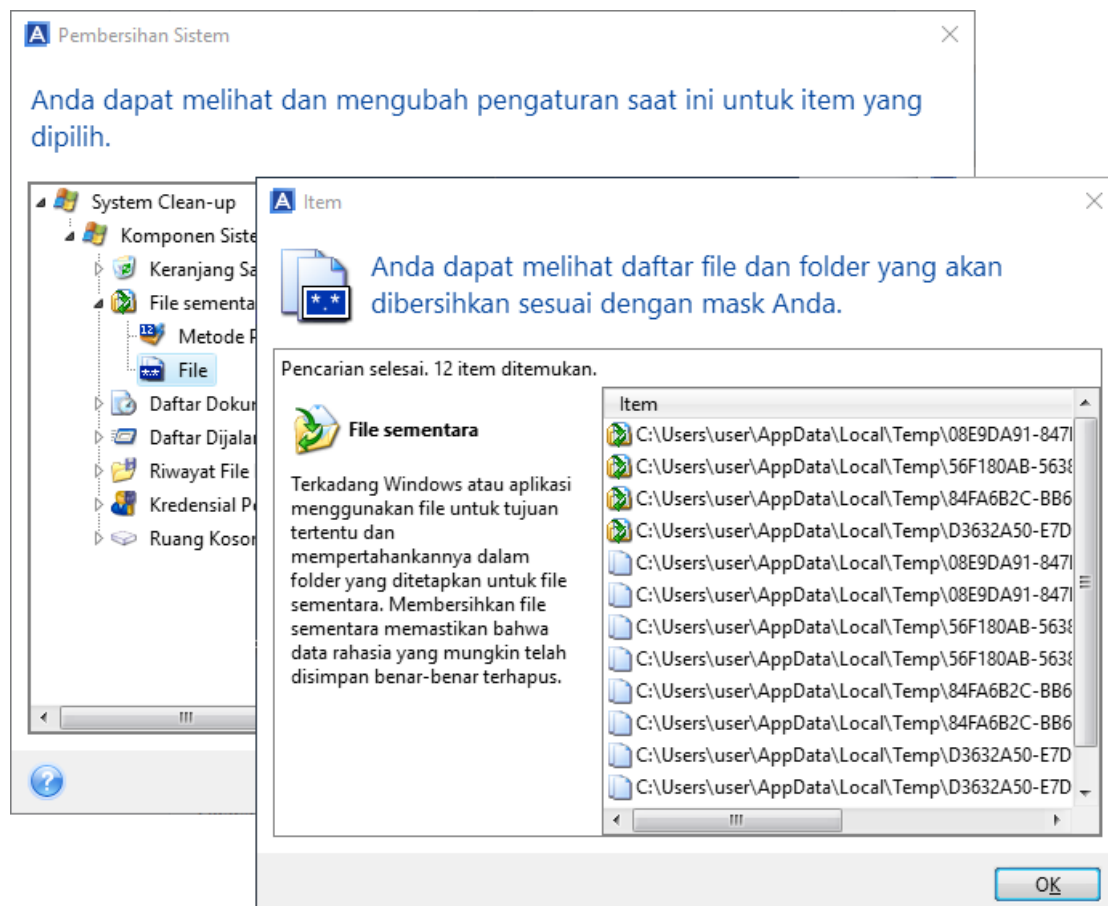 Pembersihan Sistem
Anda dapat melihat dan mengubah pengaturan saat ini untuk item yang
dipilih.
System Clean-up
Komponen Siste
Keranjang Sa
File sementa
Metode P
File
Daftar Dokur
Daftar Dijalar
Riwayat File
Kredensial Pe
Ruang Kosor
Item
Anda dapat melihat daftar file dan folder yang akan
dibersihkan sesuai dengan mask Anda.
Pencarian selesai. 12 item ditemukan.
File sementara
Terkadang Windows atau aplikasi
menggunakan file untuk tujuan
tertentu dan
mempertahankannya dalam
folder yang ditetapkan untuk file
sementara. Membersihkan file
sementara memastikan bahwa
data rahasia yang mungkin telah
disimpan benar-benar terhapus.
Item
C:\Users\user\AppData\Local\Temp\08E9DA91-847
C:\Users\user\AppData\Local\Temp\56F180AB-5638
C:\Users\user\AppData\Local\Temp\84FA6B2C-BB6
C:\Users\user\AppData\Local\Temp\D3632A50-E7D
C:\Users\user\AppData\Local\Temp\08E9DA91-847
C:\Users\user\AppData\Local\Temp\08E9DA91-847
C:\Users\user\AppData\Local\Temp\56F180AB-5638
C:\Users\user\AppData\Local\Temp\56F180AB-5638
C:\Users\user\AppData\Local\Temp\84FA6B2C-BB6
C:\Users\user\AppData\Local\Temp\84FA6B2C-BB6
C:\Users\user\AppData\Local\Temp\D3632A50-E7D
C:\Users\user\AppData\Local\Temp\D3632A50-E7D
OK